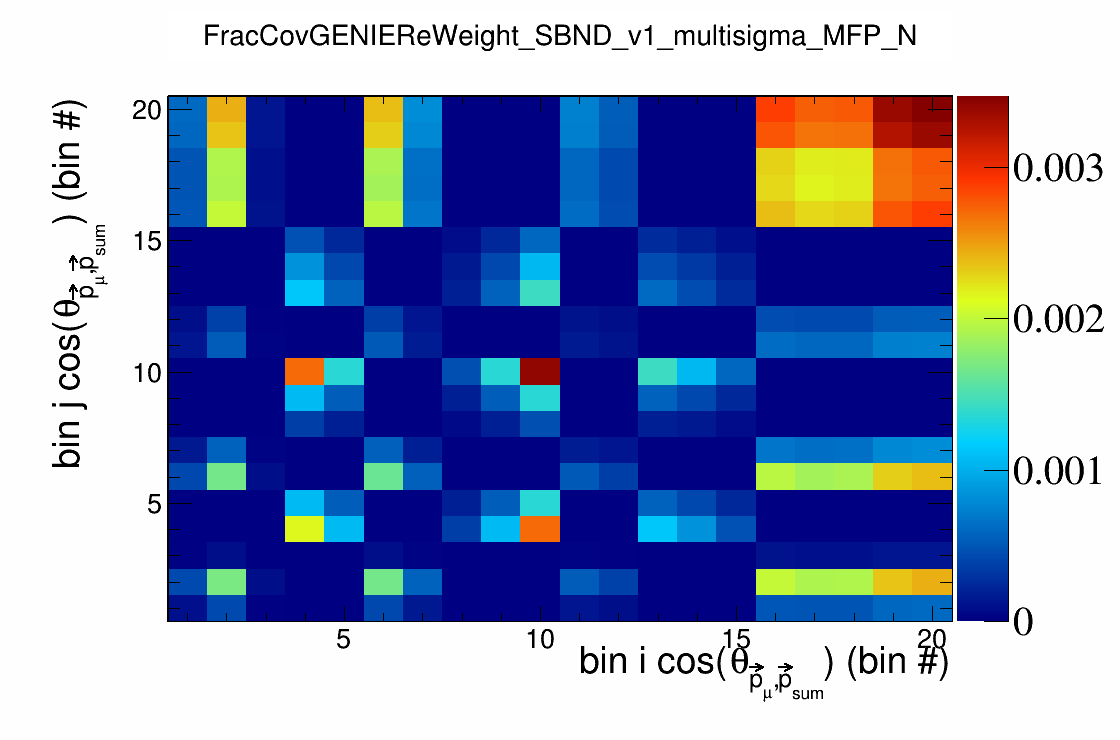 FracCovGENIEReWeight_SBND_v1_multisigma_MFP_N
bin j cos(θp⃗μ,p⃗sum) (bin #)
20
15
10
5
5 10 15 20
bin i cos(θp⃗μ,p⃗sum) (bin #)
0.003
0.002
0.001
0